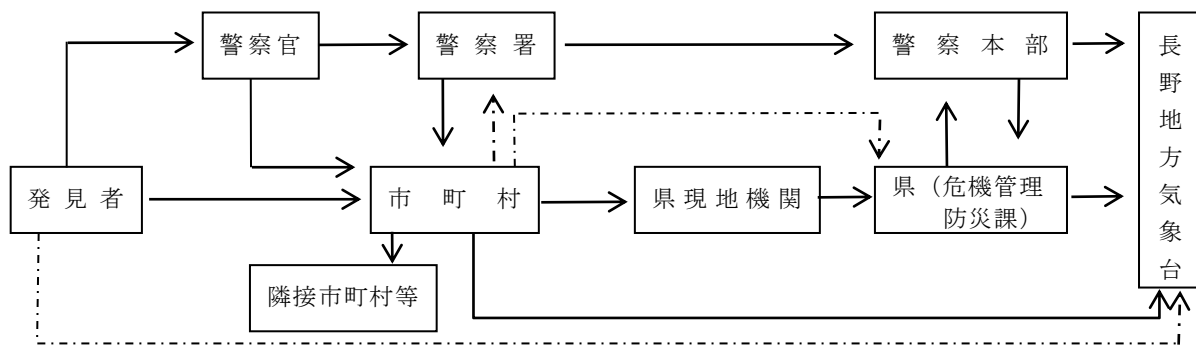 警察官
警察署
警察本部
長野地方気象台
発見者
市町村
県現地機関
県（危機管理
防災課）
隣接市町村等